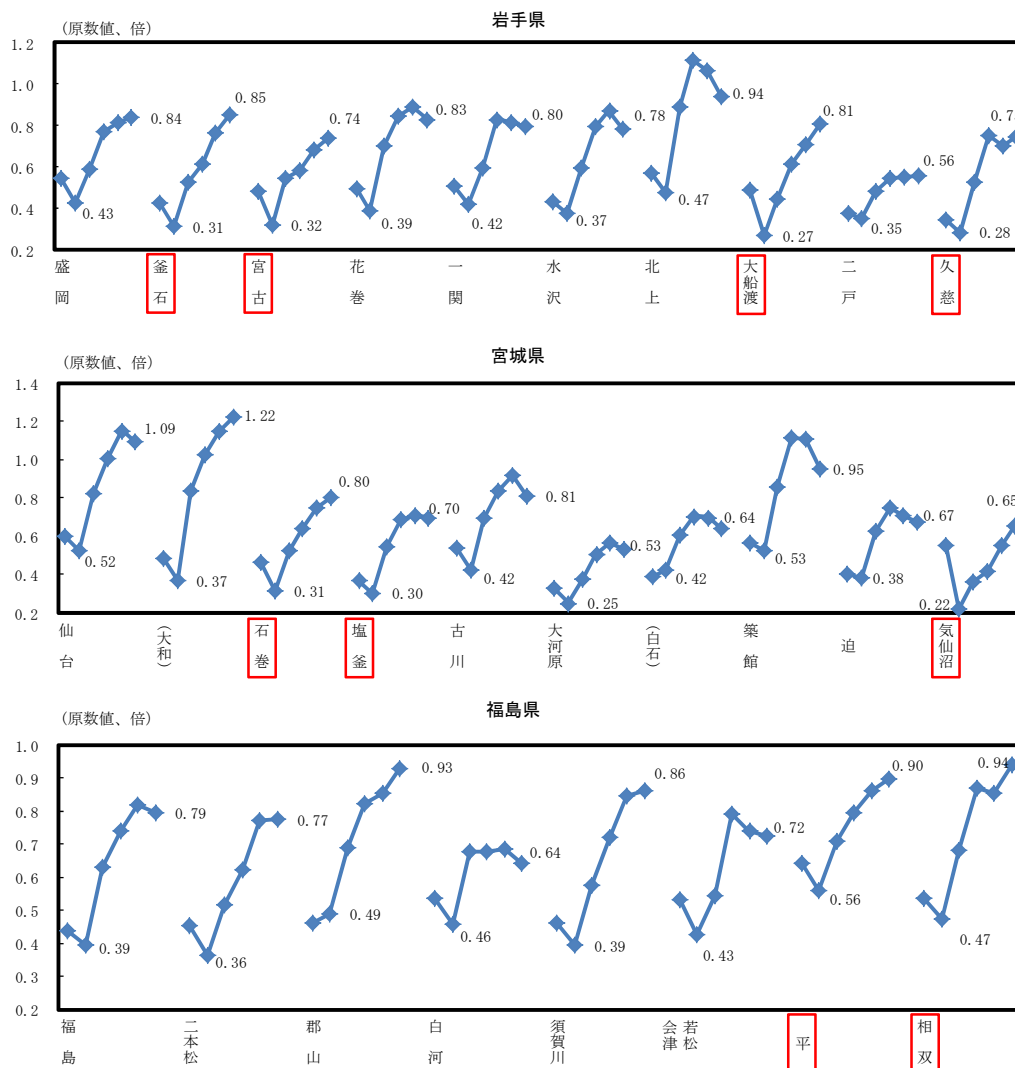 岩手県
(原数値、倍)
1.2
1.0
0.8
0.6
0.4
0.2
0.84
0.43
0.85
0.31
0.74
0.32
0.83
0.39
0.80
0.42
0.78
0.37
0.94
0.47
0.81
0.27
0.56
0.35
0.28
盛岡
釜石
宮古
花巻
一関
水沢
北上
大船渡
二戸
久慈
宮城県
(原数値、倍)
1.4
1.2
1.0
0.8
0.6
0.4
0.2
1.09
0.52
1.22
0.37
0.80
0.31
0.70
0.30
0.81
0.42
0.53
0.25
0.64
0.42
0.95
0.53
0.67
0.38
0.65
0.22
仙台
(大和)
石巻
塩釜
古川
大河原
(白石)
築館
迫
気仙沼
福島県
(原数値、倍)
1.0
0.9
0.8
0.7
0.6
0.5
0.4
0.3
0.2
0.79
0.39
0.77
0.36
0.93
0.49
0.64
0.46
0.86
0.39
0.72
0.43
0.90
0.56
0.94
0.47
福島
二本松
郡山
白河
須賀川
会津
若松
平
相双